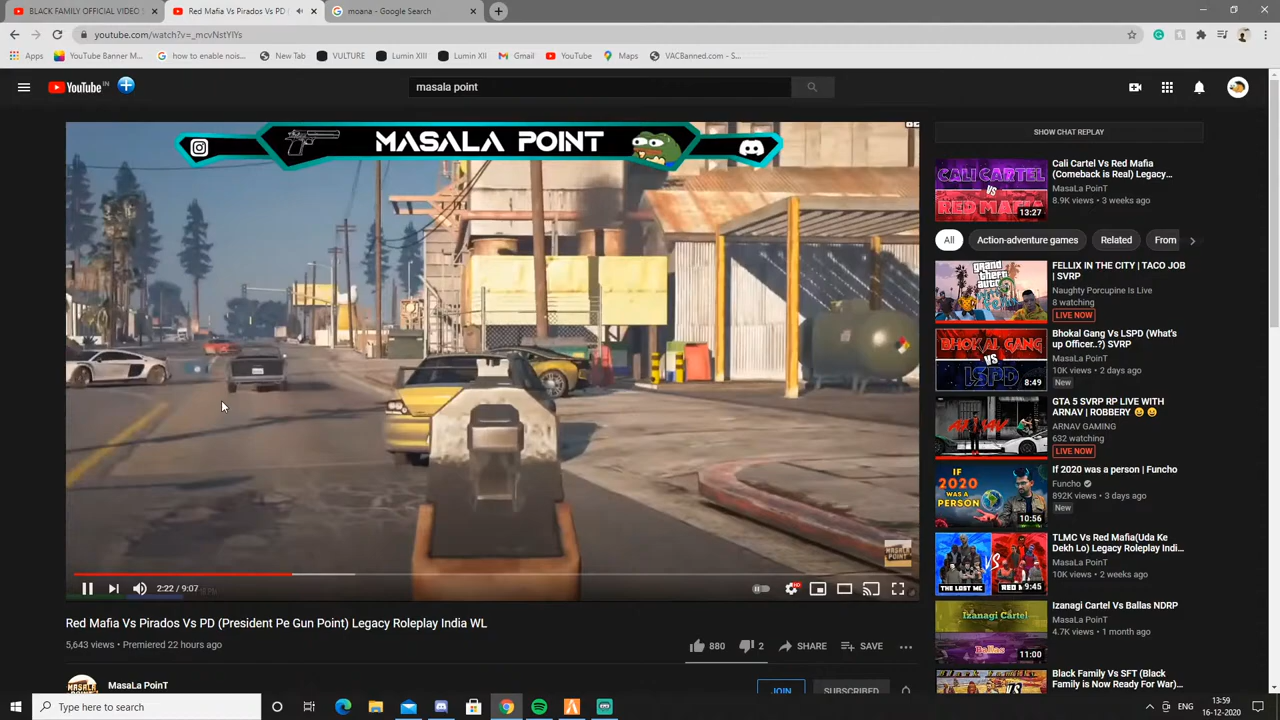 BLACK FAMILY OFFICIAL VIDEO S
Red Mafia Vs Pirados Vs PD (
moana - Google Search
youtube.com/watch?v=_mcvNstYlYs
Apps
YouTube Banner M...
how to enable nois...
New Tab
VULTURE
Lumin XIII
Lumin XII
Gmail
YouTube
Maps
VACBanned.com - S...
YouTube IN
masala point
MASALA POINT
SHOW CHAT REPLAY
CALI CARTEL
VS
RED MAFIA
13:27
Cali Cartel Vs Red Mafia
(Comeback is Real) Legacy...
MasaLa PoinT
8.9K views • 3 weeks ago
All
Action-adventure games
Related
From
grand
theft
auto
FELLIX IN THE CITY | TACO JOB
| SVRP
Naughty Porcupine Is Live
8 watching
LIVE NOW
BHOKAL GANG
VS
LSPD
8:49
Bhokal Gang Vs LSPD (What's
up Officer..?) SVRP
MasaLa PoinT
10K views • 2 days ago
New
GTA 5 SVRP RP LIVE WITH
ARNAV | ROBBERY 😀 😀
ARNAV GAMING
632 watching
LIVE NOW
IF
2020
WAS A
PERSON
10:56
If 2020 was a person | Funcho
Funcho
892K views • 3 days ago
New
THE LOST MC
VS
9:45
TLMC Vs Red Mafia(Uda Ke
Dekh Lo) Legacy Roleplay Indi...
MasaLa PoinT
10K views • 2 weeks ago
Izanagi Cartel
Ballas
11:00
Izanagi Cartel Vs Ballas NDRP
MasaLa PoinT
4.7K views • 1 month ago
Black Family Vs SFT (Black
Family is Now Ready For War)...
MASALA
POINT
2:22 / 9:07
HD
Red Mafia Vs Pirados Vs PD (President on Gun Point) Legacy Roleplay India WL
5,643 views • Premiered 22 hours ago
880
2
SHARE
SAVE
MasaLa PoinT
JOIN
SUBSCRIBED
Type here to search
ENG
13:59
16-12-2020